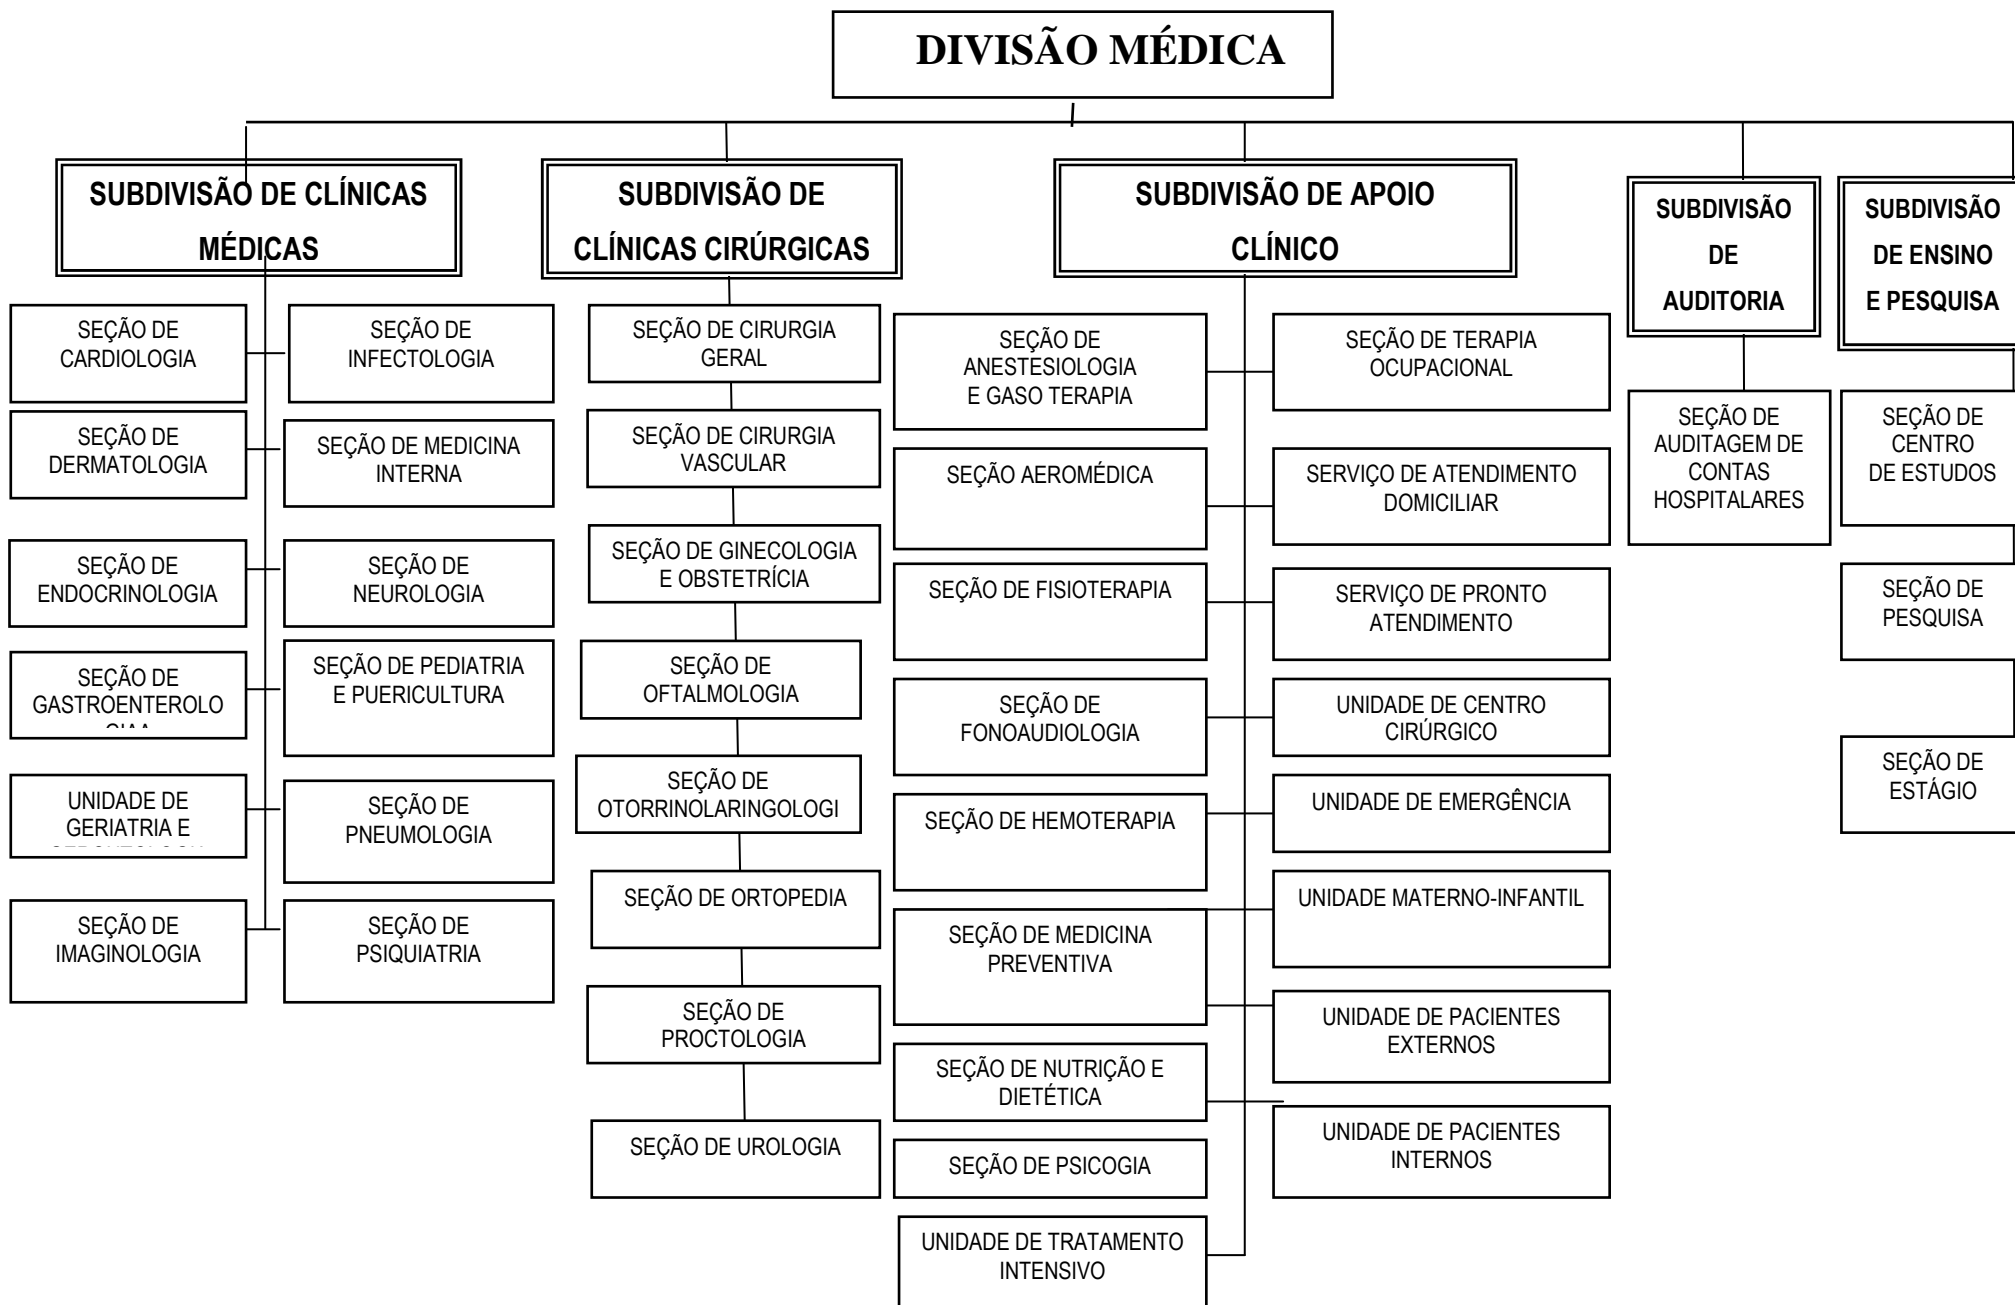 DIVISÃO MÉDICA
SUBDIVISÃO DE CLÍNICAS
MÉDICAS
SEÇÃO DE
CARDIOLOGIA
SEÇÃO DE
INFECTOLOGIA
SEÇÃO DE
DERMATOLOGIA
SEÇÃO DE MEDICINA
INTERNA
SEÇÃO DE
ENDOCRINOLOGIA
SEÇÃO DE
NEUROLOGIA
SEÇÃO DE
GASTROENTEROLO
SEÇÃO DE PEDIATRIA
E PUERICULTURA
UNIDADE DE
GERIATRIA E
SEÇÃO DE
PNEUMOLOGIA
SEÇÃO DE
IMAGINOLOGIA
SEÇÃO DE
PSIQUIATRIA
SUBDIVISÃO DE
CLÍNICAS CIRÚRGICAS
SEÇÃO DE CIRURGIA
GERAL
SEÇÃO DE CIRURGIA
VASCULAR
SEÇÃO DE GINECOLOGIA
E OBSTETRÍCIA
SEÇÃO DE
OFTALMOLOGIA
SEÇÃO DE
OTORRINOLARINGOLOGI
SEÇÃO DE ORTOPEDIA
SEÇÃO DE
PROCTOLOGIA
SEÇÃO DE UROLOGIA
SUBDIVISÃO DE APOIO
CLÍNICO
SEÇÃO DE
ANESTESIOLOGIA
E GASO TERAPIA
SEÇÃO DE TERAPIA
OCUPACIONAL
SEÇÃO AEROMÉDICA
SERVIÇO DE ATENDIMENTO
DOMICILIAR
SEÇÃO DE FISIOTERAPIA
SERVIÇO DE PRONTO
ATENDIMENTO
SEÇÃO DE
FONOAUDIOLOGIA
UNIDADE DE CENTRO
CIRÚRGICO
SEÇÃO DE HEMOTERAPIA
UNIDADE DE EMERGÊNCIA
SEÇÃO DE MEDICINA
PREVENTIVA
UNIDADE MATERNO-INFANTIL
SEÇÃO DE NUTRIÇÃO E
DIETÉTICA
UNIDADE DE PACIENTES
EXTERNOS
SEÇÃO DE PSICOGIA
UNIDADE DE PACIENTES
INTERNOS
UNIDADE DE TRATAMENTO
INTENSIVO
SUBDIVISÃO
DE
AUDITORIA
SEÇÃO DE
AUDITAGEM DE
CONTAS
HOSPITALARES
SUBDIVISÃO
DE ENSINO
E PESQUISA
SEÇÃO DE
CENTRO
DE ESTUDOS
SEÇÃO DE
PESQUISA
SEÇÃO DE
ESTÁGIO